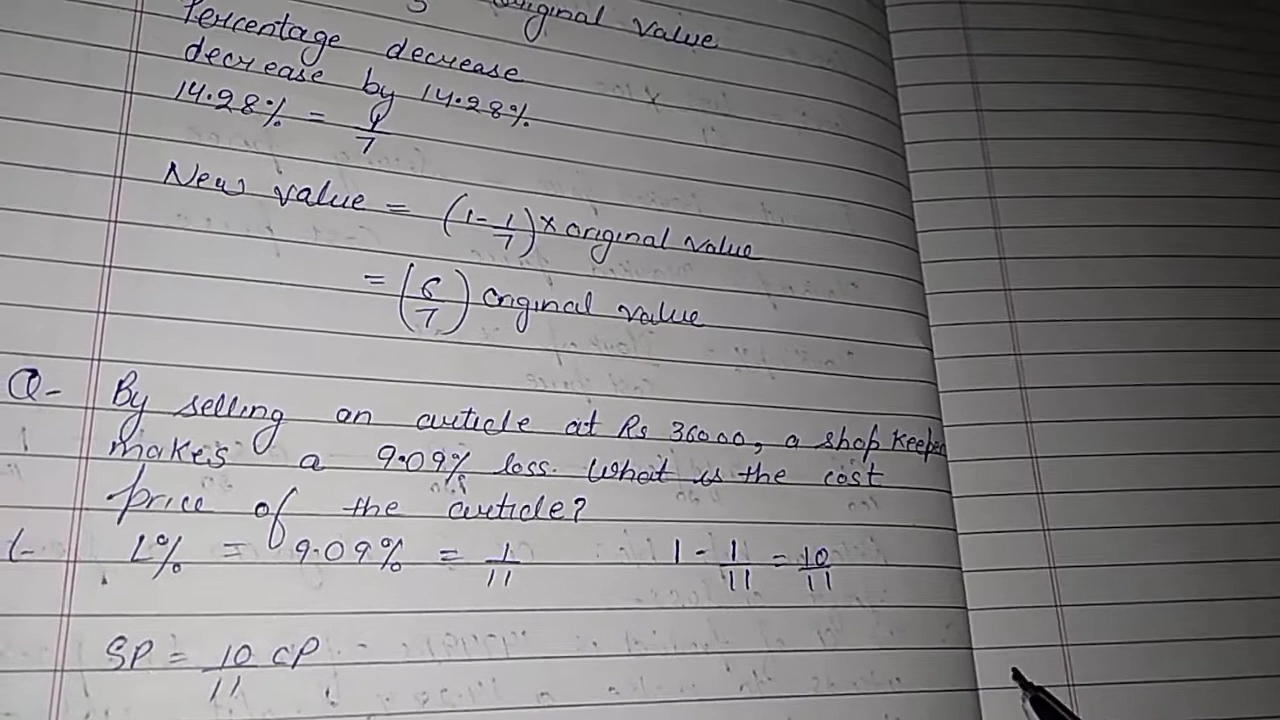 original value
Percentage decrease
decrease by 14.28%
14.28% = 1/7
New value = (1 - 1/7) x original value
= (6/7) original value
Q- By selling an article at Rs 36000, a shopkeeper
makes a 9.09% loss. What is the cost
price of the article?
L% = 9.09% = 1/11 1 - 1/11 = 10/11
SP = 10/11 CP